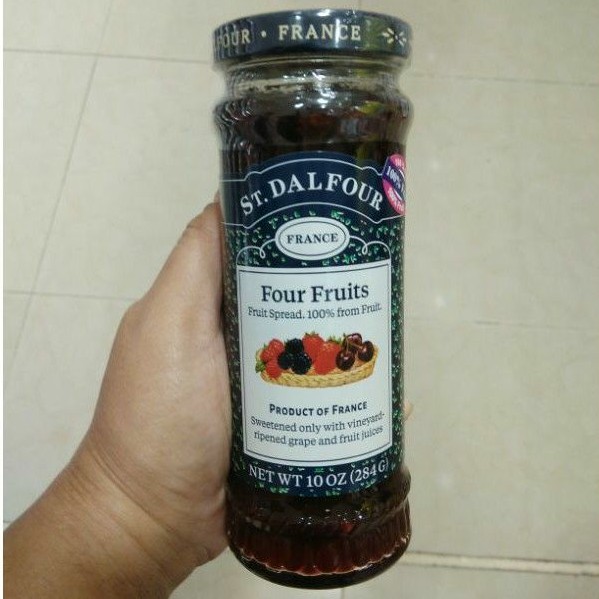 FOUR • FRANCE
ST. DALFOUR
100%
FRANCE
Four Fruits
Fruit Spread. 100% from Fruit.
PRODUCT OF FRANCE
Sweetened only with vineyard-
ripened grape and fruit juices
NET WT 10 OZ (284G)